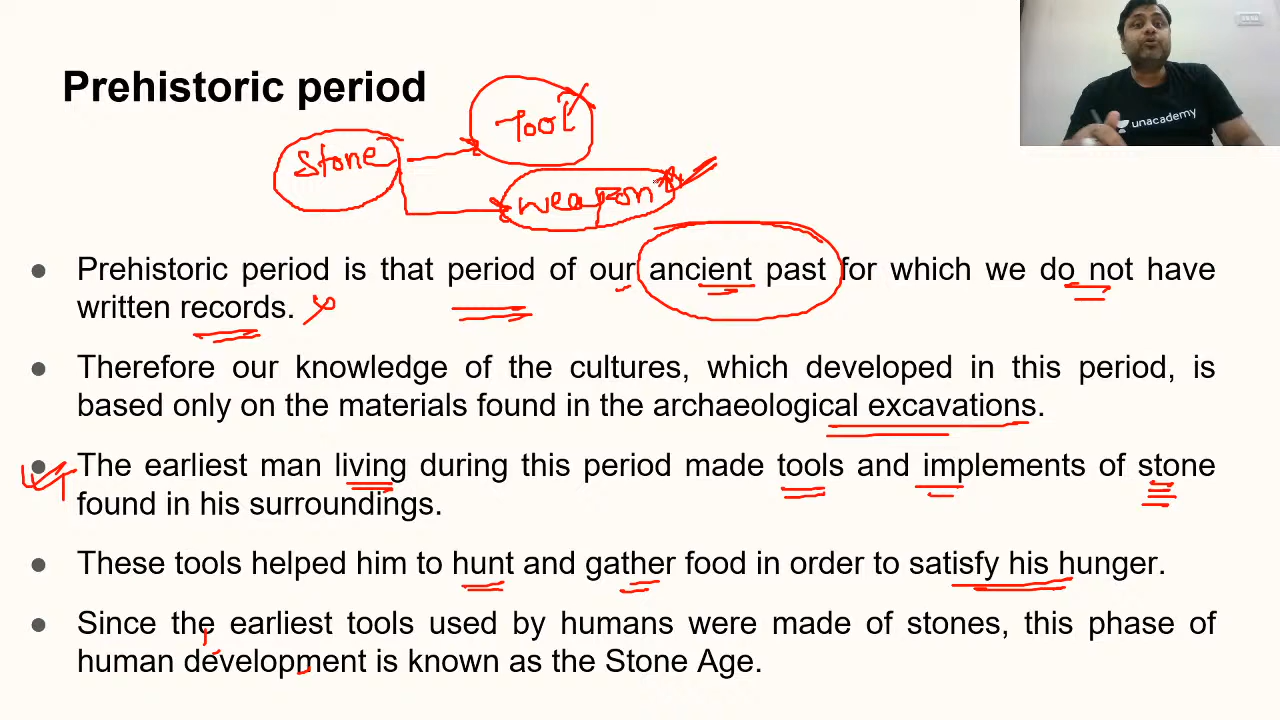 Prehistoric period
Tool
Stone
weapon
unacademy
● Prehistoric period is that period of our ancient past for which we do not have
written records.
● Therefore our knowledge of the cultures, which developed in this period, is
based only on the materials found in the archaeological excavations.
● The earliest man living during this period made tools and implements of stone
found in his surroundings.
● These tools helped him to hunt and gather food in order to satisfy his hunger.
● Since the earliest tools used by humans were made of stones, this phase of
human development is known as the Stone Age.